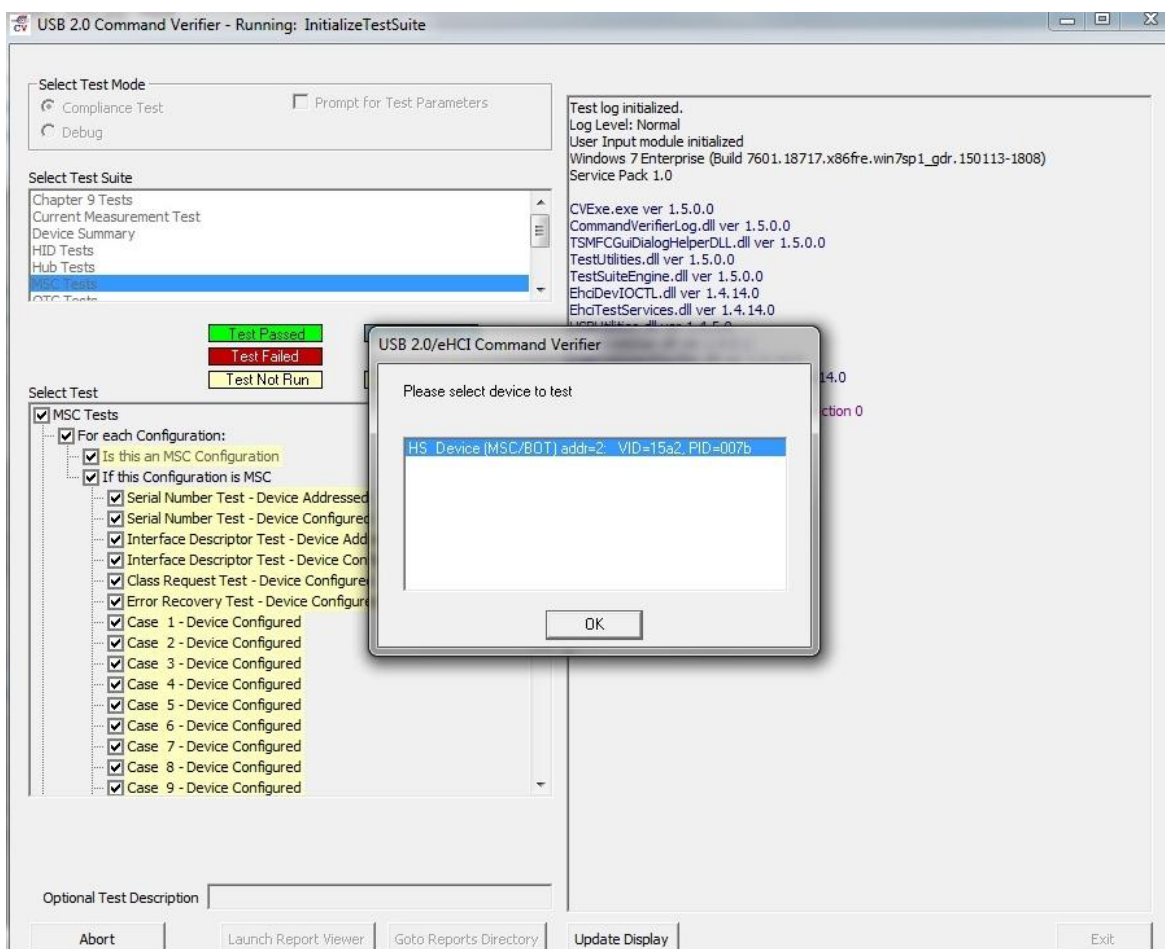 USB 2.0 Command Verifier - Running: InitializeTestSuite
Select Test Mode
Compliance Test
Prompt for Test Parameters
Debug
Select Test Suite
Chapter 9 Tests
Current Measurement Test
Device Summary
HID Tests
Hub Tests
MSC Tests
OTG Tests
Test Passed
Test Failed
Test Not Run
Select Test
MSC Tests
For each Configuration:
Is this an MSC Configuration
If this Configuration is MSC
Serial Number Test - Device Addressed
Serial Number Test - Device Configured
Interface Descriptor Test - Device Add
Interface Descriptor Test - Device Con
Class Request Test - Device Configure
Error Recovery Test - Device Configure
Case 1 - Device Configured
Case 2 - Device Configured
Case 3 - Device Configured
Case 4 - Device Configured
Case 5 - Device Configured
Case 6 - Device Configured
Case 7 - Device Configured
Case 8 - Device Configured
Case 9 - Device Configured
Optional Test Description
Abort
Launch Report Viewer
Goto Reports Directory
Test log initialized.
Log Level: Normal
User Input module initialized
Windows 7 Enterprise (Build 7601.18717.x86fre.win7sp1_gdr.150113-1808)
Service Pack 1.0
CVExe.exe ver 1.5.0.0
CommandVerifierLog.dll ver 1.5.0.0
TSMFCGuiDialogHelperDLL.dll ver 1.5.0.0
TestUtilities.dll ver 1.5.0.0
TestSuiteEngine.dll ver 1.5.0.0
EhciDevIOCTL.dll ver 1.4.14.0
EhciTestServices.dll ver 1.4.14.0
14.0
ction 0
Update Display
Exit
USB 2.0/eHCI Command Verifier
Please select device to test
HS Device (MSC/BOT) addr=2: VID=15a2, PID=007b
OK